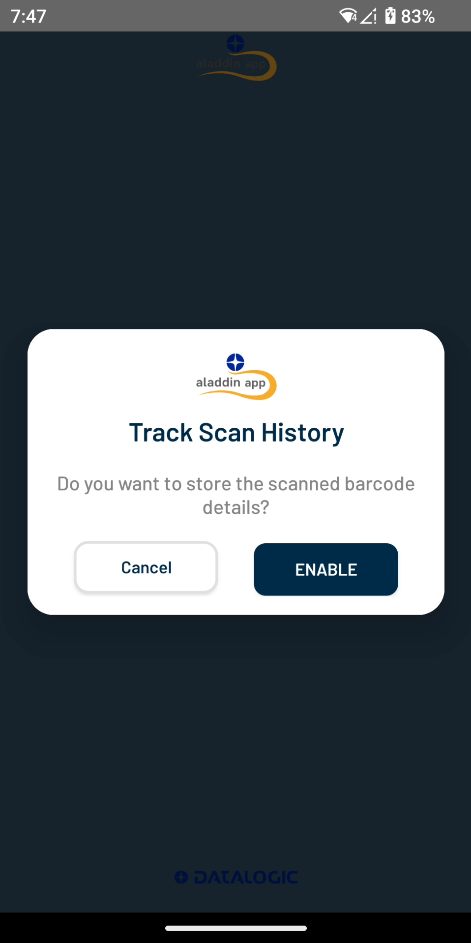 7:47
83%
aladdin app
aladdin app
Track Scan History
Do you want to store the scanned barcode
details?
Cancel
ENABLE
DATALOGIC